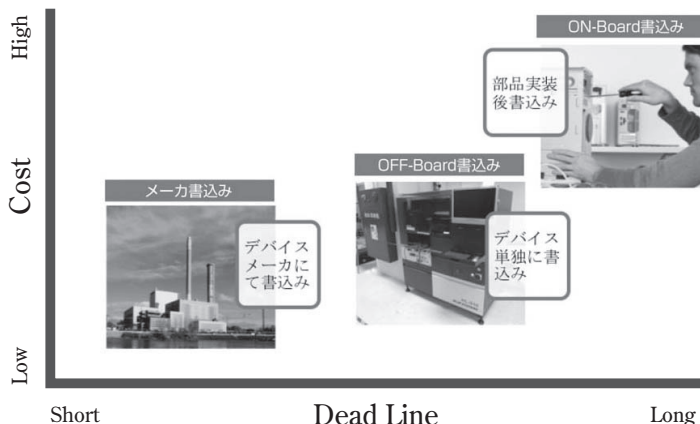 High
Cost
Low
ON-Board書込み
部品実装
後書込み
OFF-Board書込み
デバイス
単独に書
込み
メーカ書込み
デバイス
メーカに
て書込み
Short
Dead Line
Long